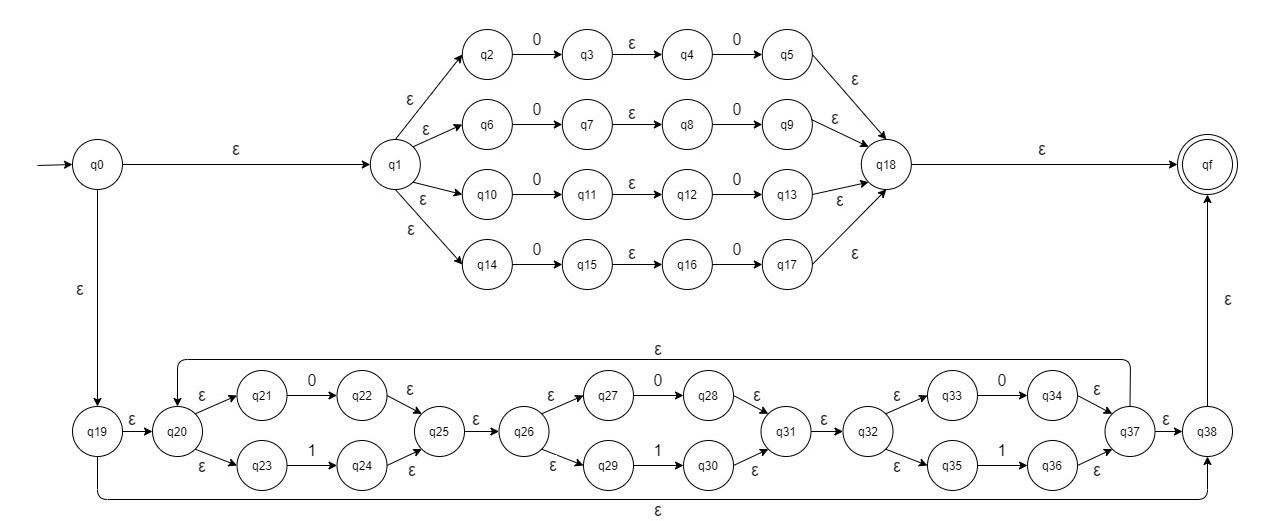 0 ε 0
q2 q3 q4 q5
ε ε
0 ε 0
ε q6 q7 q8 q9 ε
ε ε
q0 q1 q18 qf
0 ε 0
q10 q11 q12 q13
ε ε
ε 0 ε 0 ε
q14 q15 q16 q17
ε ε
ε
0 0 0
ε q21 q22 ε ε q27 q28 ε ε q33 q34 ε
q19 ε q20 q25 ε q26 q31 ε q32 q37 ε q38
1 1 1
ε q23 q24 ε ε q29 q30 ε ε q35 q36 ε
ε